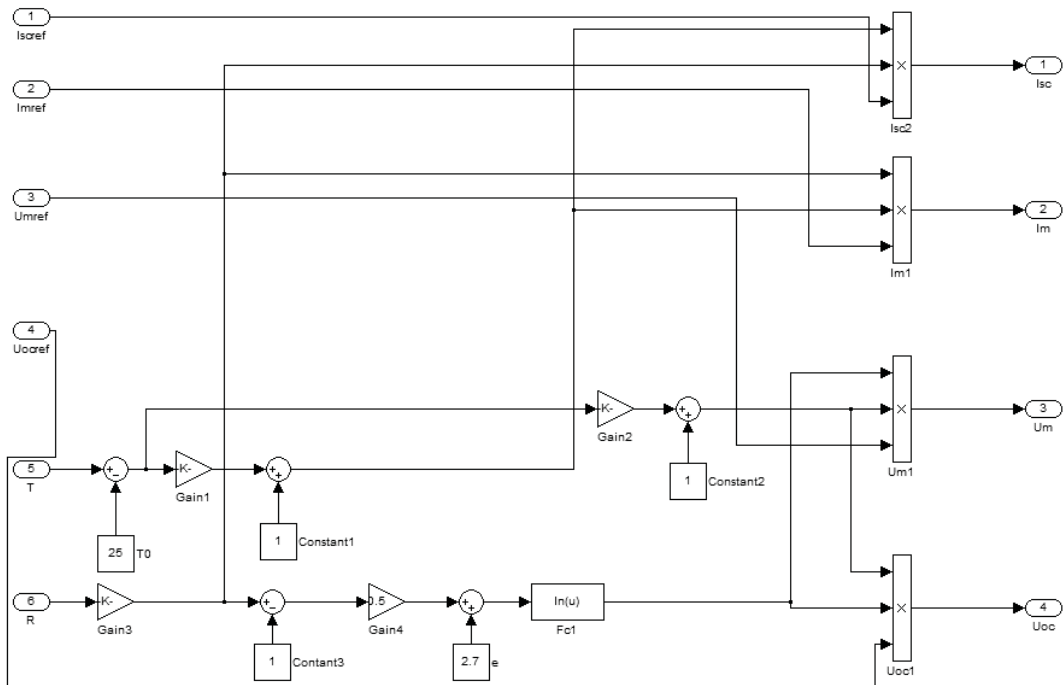 1
Iscref
2
Imref
3
Umref
4
Uocref
5
T
6
R
25
T0
-K-
Gain1
1
Constant1
-K-
Gain2
1
Constant2
-K-
Gain3
1
Contant3
0.5
Gain4
2.7
e
ln(u)
Fc1
×
Isc2
×
Im1
×
Um1
×
Uoc1
1
Isc
2
Im
3
Um
4
Uoc